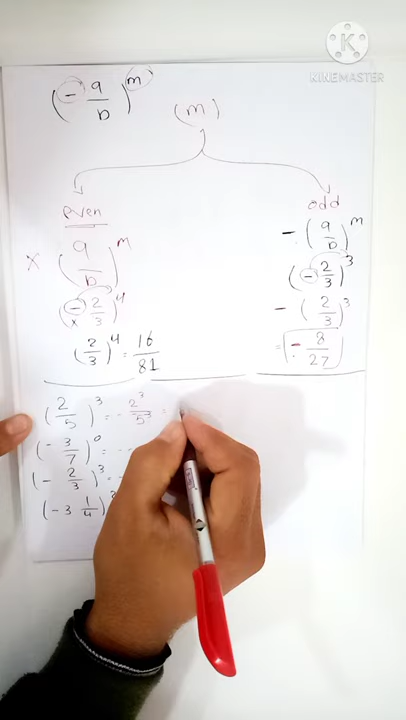 KINEMASTER
(- a/b)^m
(m)
even
odd
x (a/b)^m
- (a/b)^m
(- 2/3)^4
x
(- 2/3)^3
(2/3)^4 = 16/81
- (2/3)^3
= (- 8/27)
(2/5)^3 = - 2^3/5^3 =
(- 3/7)^0 = -
(- 2/3)^3 = -
(-3 1/4)